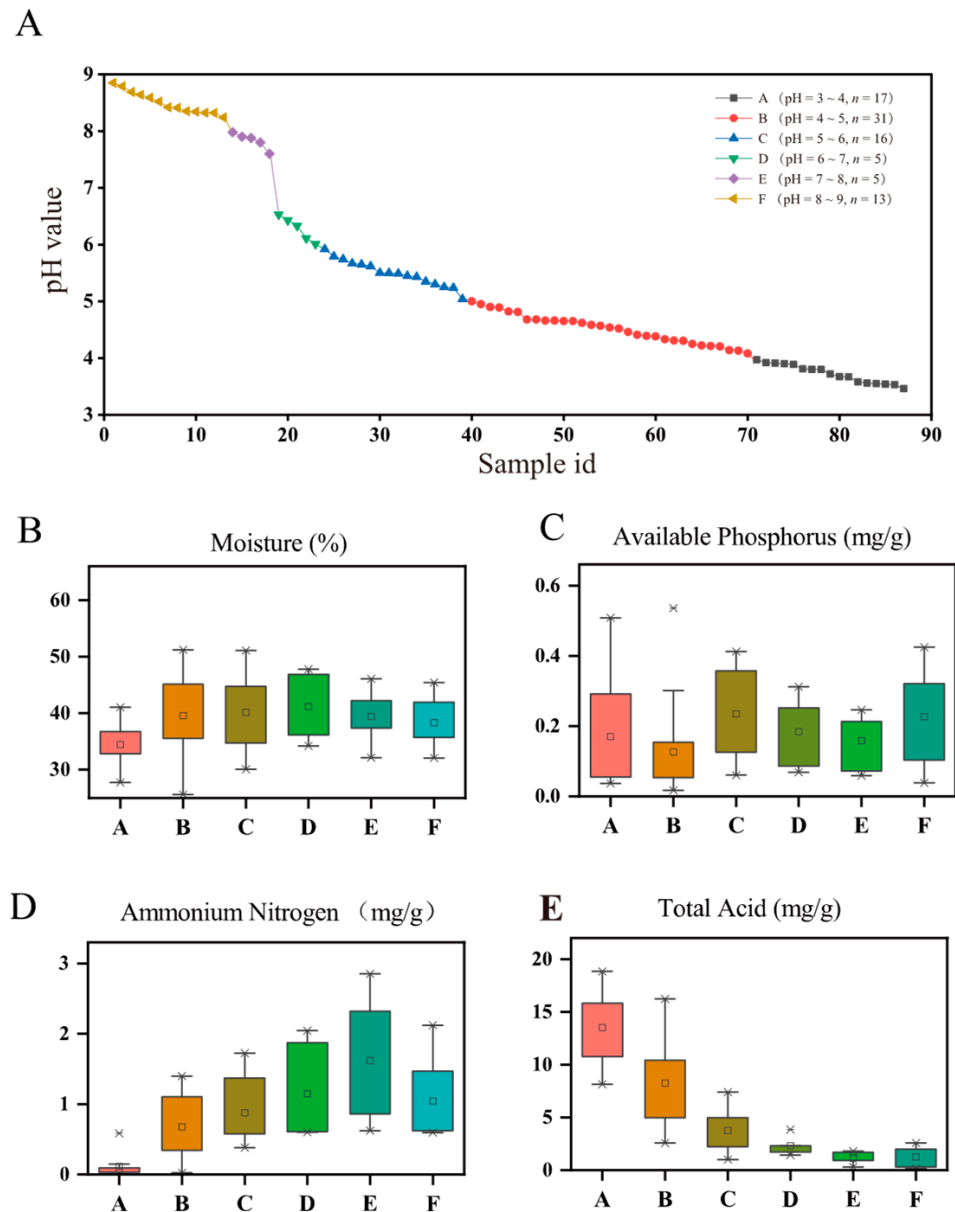 A
9
8
7
6
5
4
3
pH value
0 10 20 30 40 50 60 70 80 90
Sample id
A (pH = 3 ~ 4, n = 17)
B (pH = 4 ~ 5, n = 31)
C (pH = 5 ~ 6, n = 16)
D (pH = 6 ~ 7, n = 5)
E (pH = 7 ~ 8, n = 5)
F (pH = 8 ~ 9, n = 13)
B
Moisture (%)
60
50
40
30
A B C D E F
C
Available Phosphorus (mg/g)
0.6
0.4
0.2
0.0
A B C D E F
D
Ammonium Nitrogen （mg/g）
3
2
1
0
A B C D E F
E
Total Acid (mg/g)
20
15
10
5
0
A B C D E F